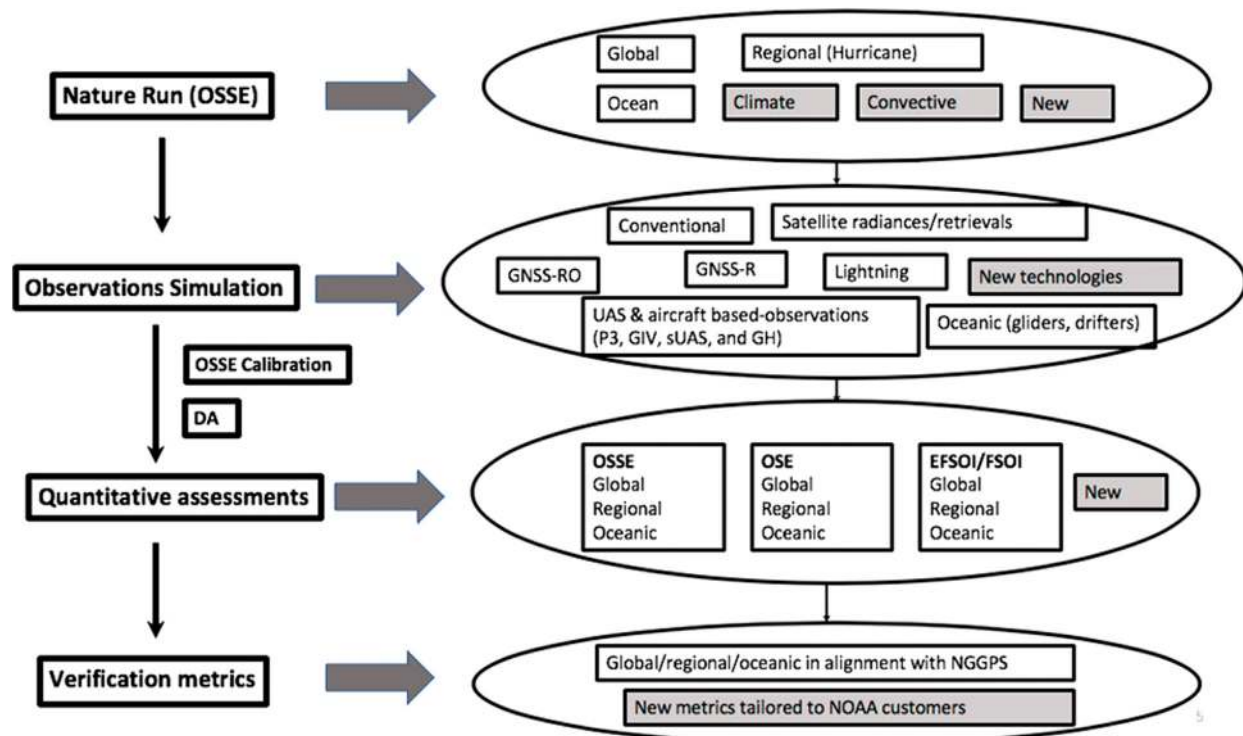 Nature Run (OSSE)
Global
Regional (Hurricane)
Ocean
Climate
Convective
New
Observations Simulation
Conventional
Satellite radiances/retrievals
GNSS-RO
GNSS-R
Lightning
New technologies
UAS & aircraft based-observations
(P3, GIV, sUAS, and GH)
Oceanic (gliders, drifters)
OSSE Calibration
DA
Quantitative assessments
OSSE
Global
Regional
Oceanic
OSE
Global
Regional
Oceanic
EFSOI/FSOI
Global
Regional
Oceanic
New
Verification metrics
Global/regional/oceanic in alignment with NGGPS
New metrics tailored to NOAA customers
5